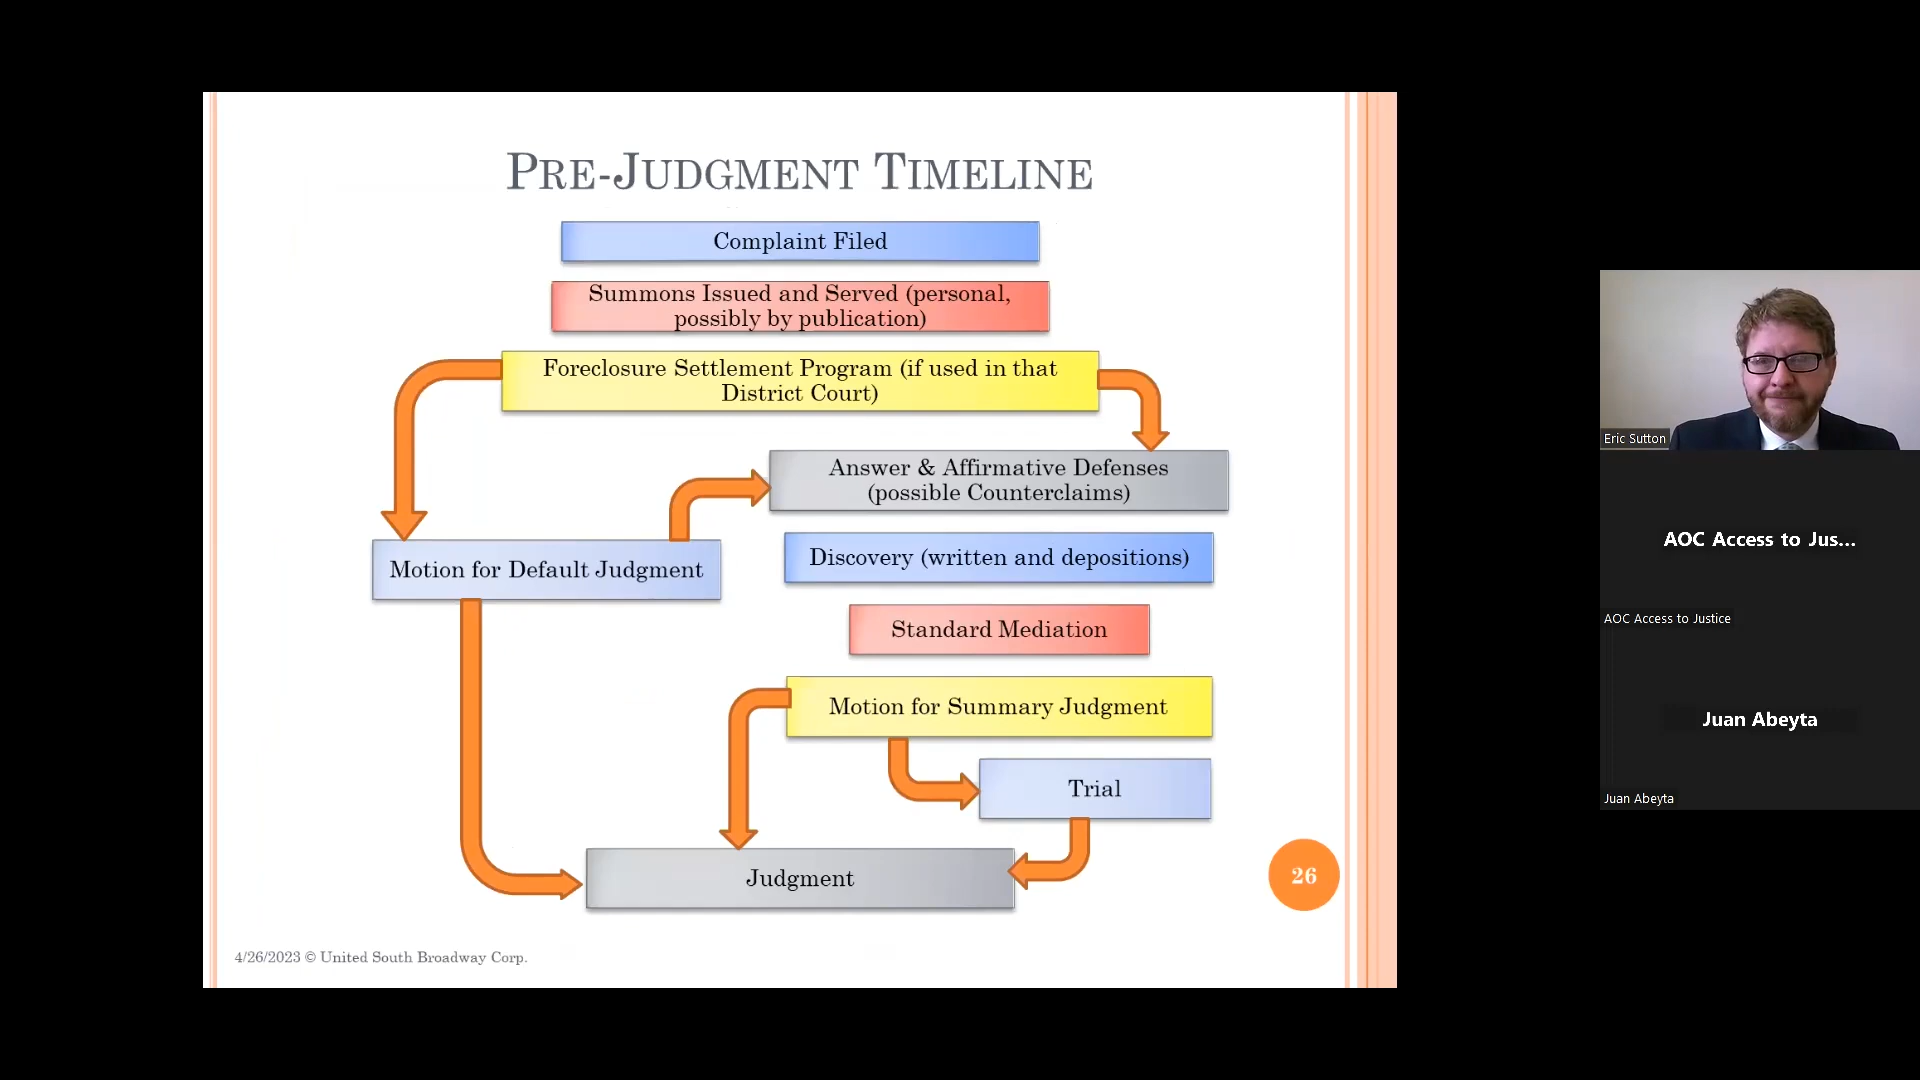 PRE-JUDGMENT TIMELINE
Complaint Filed
Summons Issued and Served (personal,
possibly by publication)
Foreclosure Settlement Program (if used in that
District Court)
Answer & Affirmative Defenses
(possible Counterclaims)
Motion for Default Judgment
Discovery (written and depositions)
Standard Mediation
Motion for Summary Judgment
Trial
Judgment
26
4/26/2023 © United South Broadway Corp.
Eric Sutton
AOC Access to Jus...
AOC Access to Justice
Juan Abeyta
Juan Abeyta